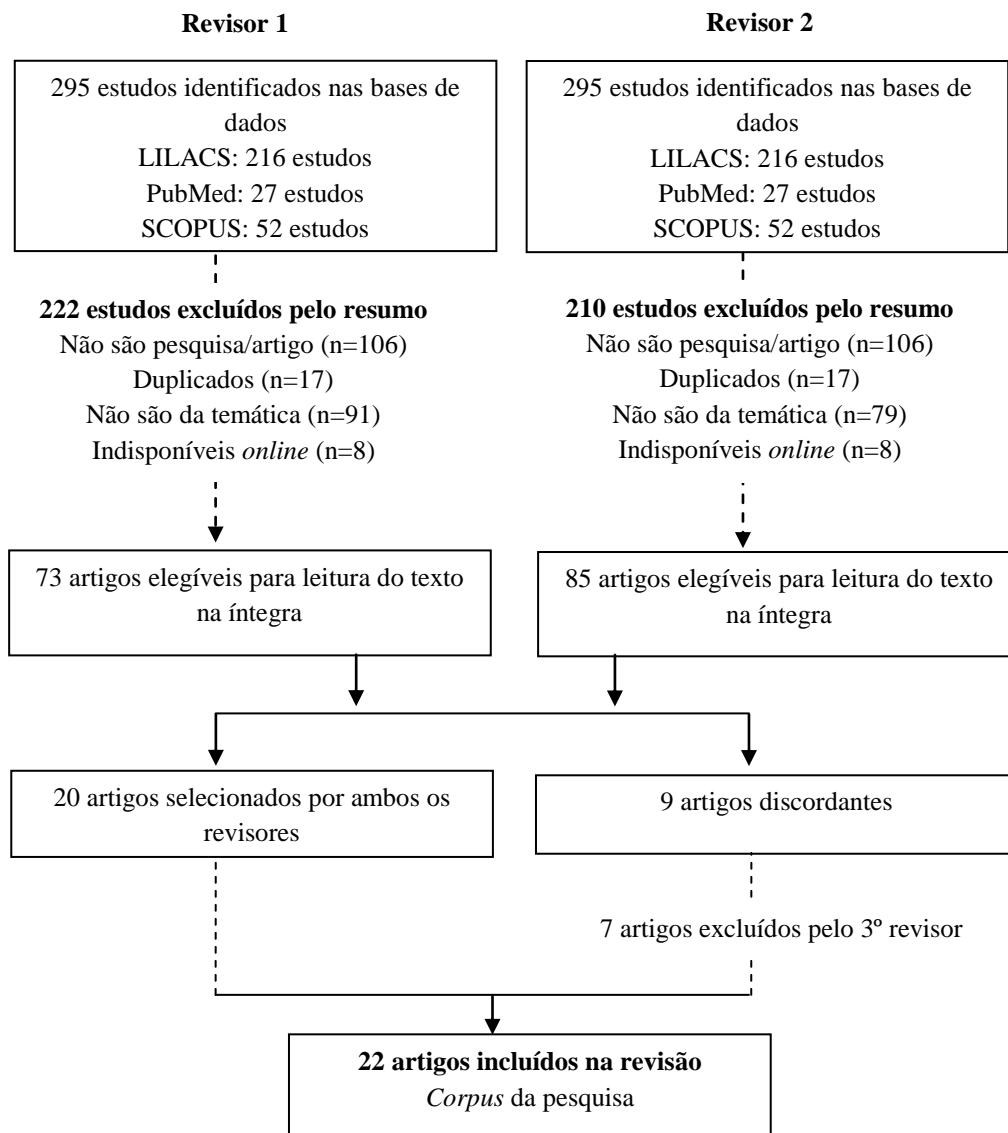 Revisor 1
295 estudos identificados nas bases de
dados
LILACS: 216 estudos
PubMed: 27 estudos
SCOPUS: 52 estudos
222 estudos excluídos pelo resumo
Não são pesquisa/artigo (n=106)
Duplicados (n=17)
Não são da temática (n=91)
Indisponíveis online (n=8)
73 artigos elegíveis para leitura do texto
na íntegra
Revisor 2
295 estudos identificados nas bases de
dados
LILACS: 216 estudos
PubMed: 27 estudos
SCOPUS: 52 estudos
210 estudos excluídos pelo resumo
Não são pesquisa/artigo (n=106)
Duplicados (n=17)
Não são da temática (n=79)
Indisponíveis online (n=8)
85 artigos elegíveis para leitura do texto
na íntegra
20 artigos selecionados por ambos os
revisores
9 artigos discordantes
7 artigos excluídos pelo 3º revisor
22 artigos incluídos na revisão
Corpus da pesquisa